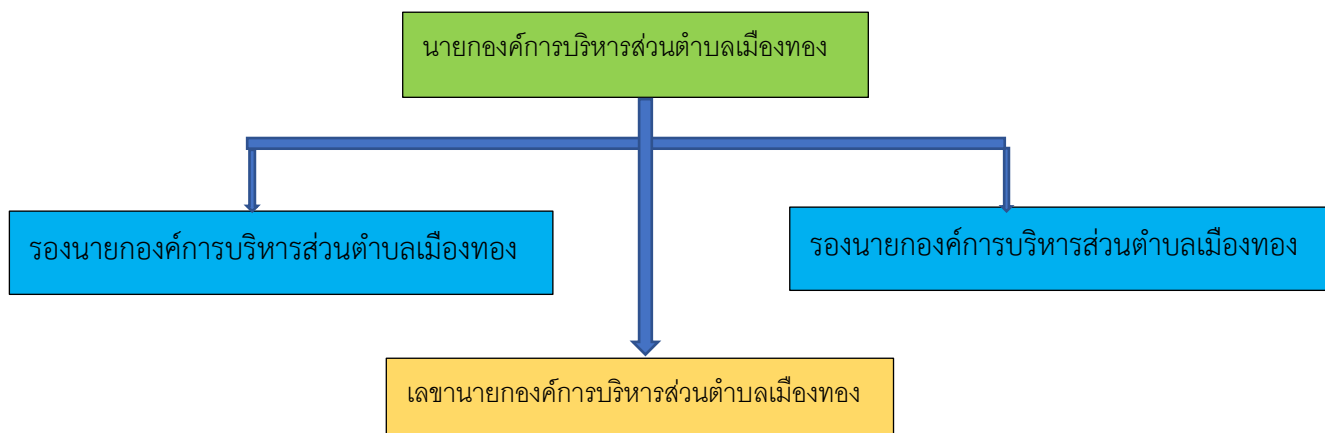 นายกองค์การบริหารส่วนตำบลเมืองทอง
รองนายกองค์การบริหารส่วนตำบลเมืองทอง
รองนายกองค์การบริหารส่วนตำบลเมืองทอง
เลขานายกองค์การบริหารส่วนตำบลเมืองทอง